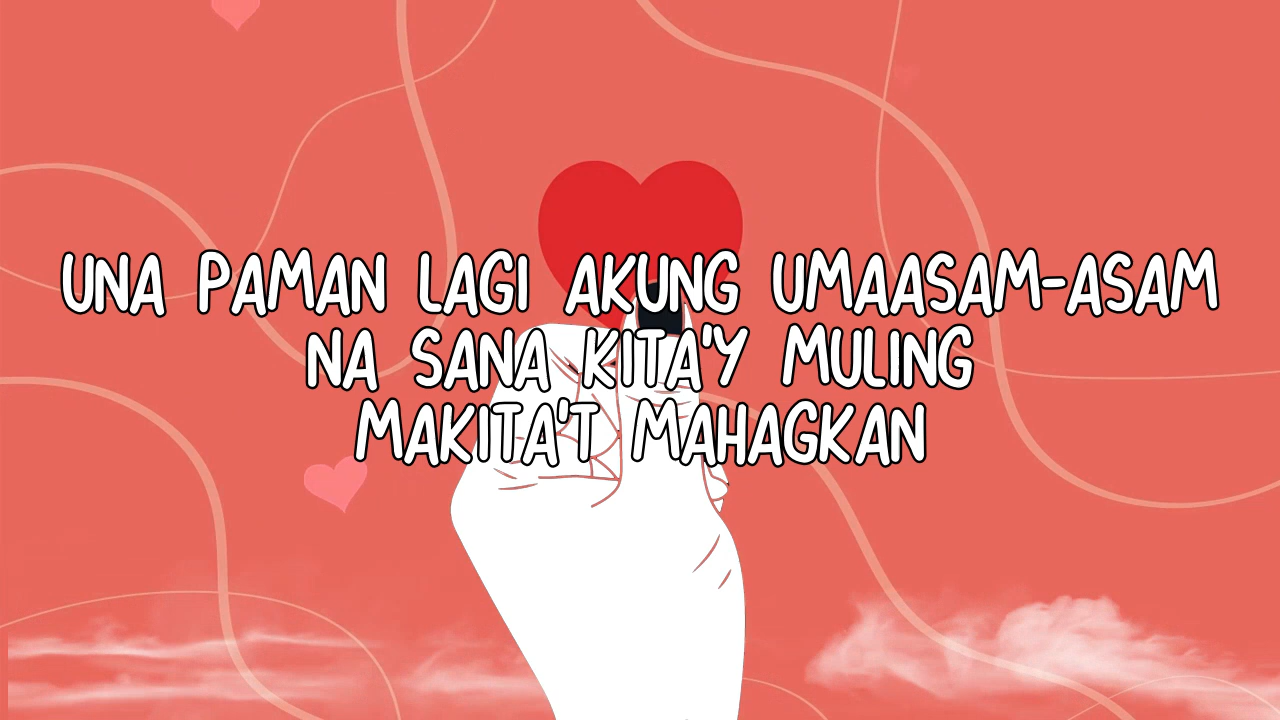 UNA PAMAN LAGI AKUNG UMAASAM-ASAM
NA SANA KITA'Y MULING
MAKITA'T MAHAGKAN